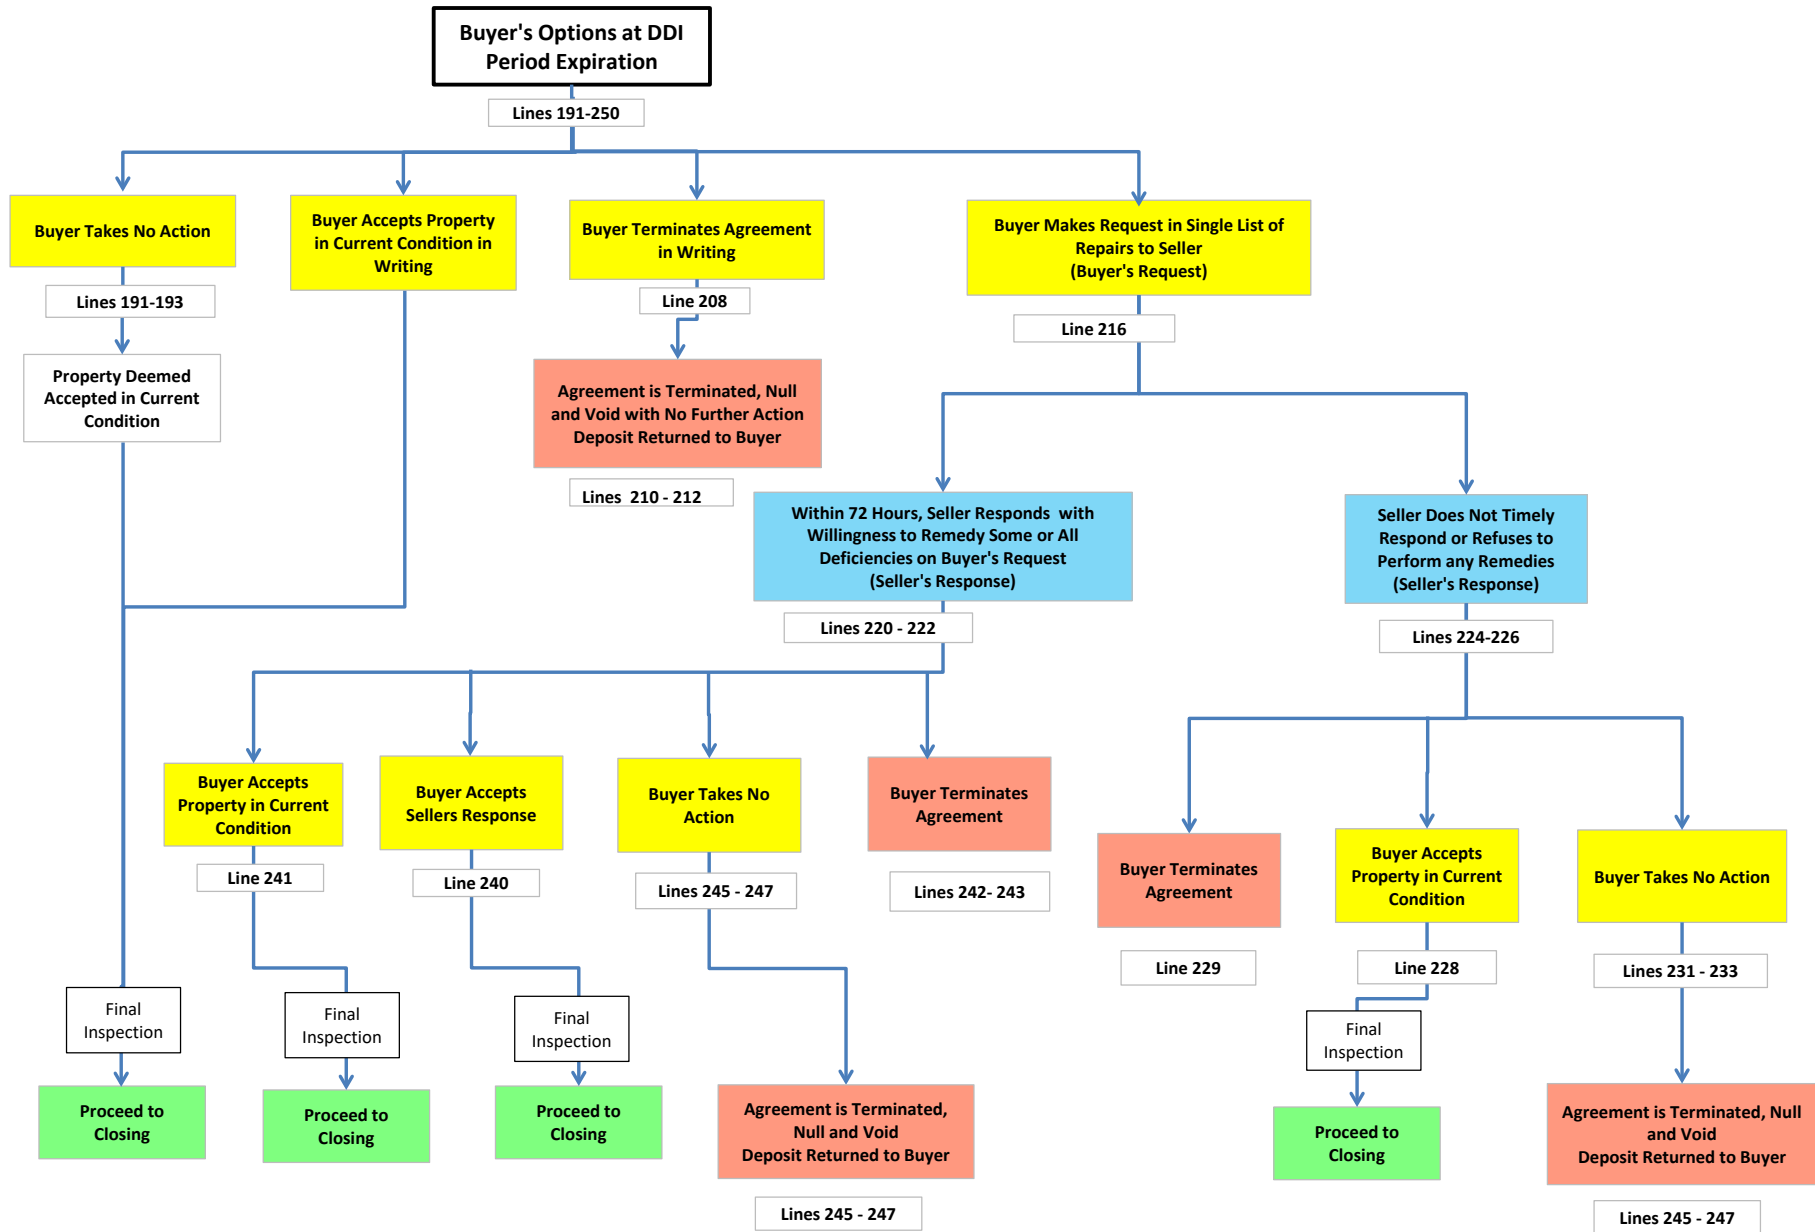 Buyer's Options at DDI
Period Expiration
Lines 191-250
Buyer Takes No Action
Buyer Accepts Property
in Current Condition in
Writing
Buyer Terminates Agreement
in Writing
Buyer Makes Request in Single List of
Repairs to Seller
(Buyer's Request)
Lines 191-193
Line 208
Line 216
Property Deemed
Accepted in Current
Condition
Agreement is Terminated, Null
and Void with No Further Action
Deposit Returned to Buyer
Lines 210 - 212
Within 72 Hours, Seller Responds with
Willingness to Remedy Some or All
Deficiencies on Buyer's Request
(Seller's Response)
Seller Does Not Timely
Respond or Refuses to
Perform any Remedies
(Seller's Response)
Lines 220 - 222
Lines 224-226
Buyer Accepts
Property in Current
Condition
Buyer Accepts
Sellers Response
Buyer Takes No
Action
Buyer Terminates
Agreement
Buyer Terminates
Agreement
Buyer Accepts
Property in Current
Condition
Buyer Takes No Action
Line 241
Line 240
Lines 245 - 247
Lines 242- 243
Line 229
Line 228
Lines 231 - 233
Final
Inspection
Final
Inspection
Final
Inspection
Final
Inspection
Proceed to
Closing
Proceed to
Closing
Proceed to
Closing
Agreement is Terminated,
Null and Void
Deposit Returned to Buyer
Proceed to
Closing
Agreement is Terminated, Null
and Void
Deposit Returned to Buyer
Lines 245 - 247
Lines 245 - 247